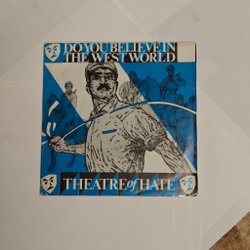 DO YOU BELIEVE IN
THE WEST WORLD
THEATRE of HATE